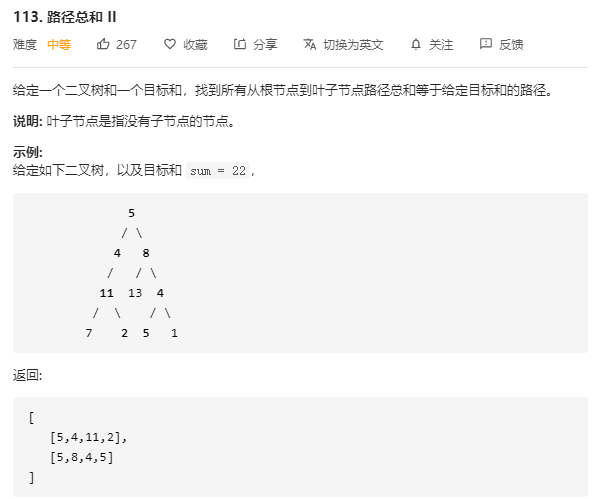 113. 路径总和 II
难度 中等 267 收藏 分享 切换为英文 关注 反馈
给定一个二叉树和一个目标和，找到所有从根节点到叶子节点路径总和等于给定目标和的路径。
说明: 叶子节点是指没有子节点的节点。
示例:
给定如下二叉树，以及目标和 sum = 22，
5
/ \
4 8
/ / \
11 13 4
/ \ / \
7 2 5 1
返回:
[
[5,4,11,2],
[5,8,4,5]
]